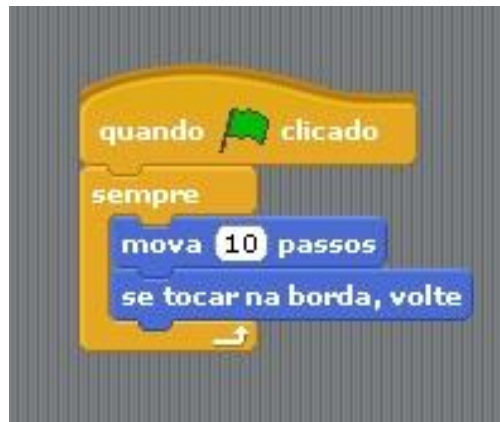 quando clicado
sempre
mova 10 passos
se tocar na borda, volte